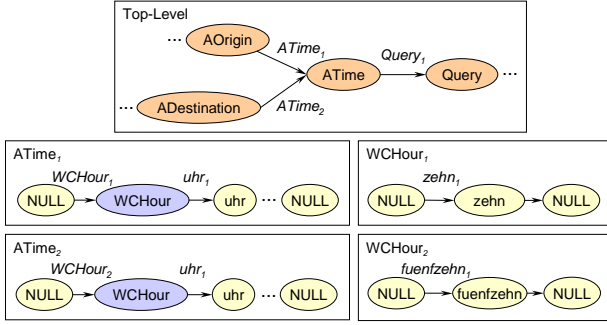 Top-Level
... AOrigin
ATime₁
Query₁
ATime
Query ...
... ADestination
ATime₂
ATime₁
WCHour₁ uhr₁
NULL WCHour uhr ... NULL
WCHour₁
zehn₁
NULL zehn NULL
ATime₂
WCHour₂ uhr₁
NULL WCHour uhr ... NULL
WCHour₂
fuenfzehn₁
NULL fuenfzehn NULL